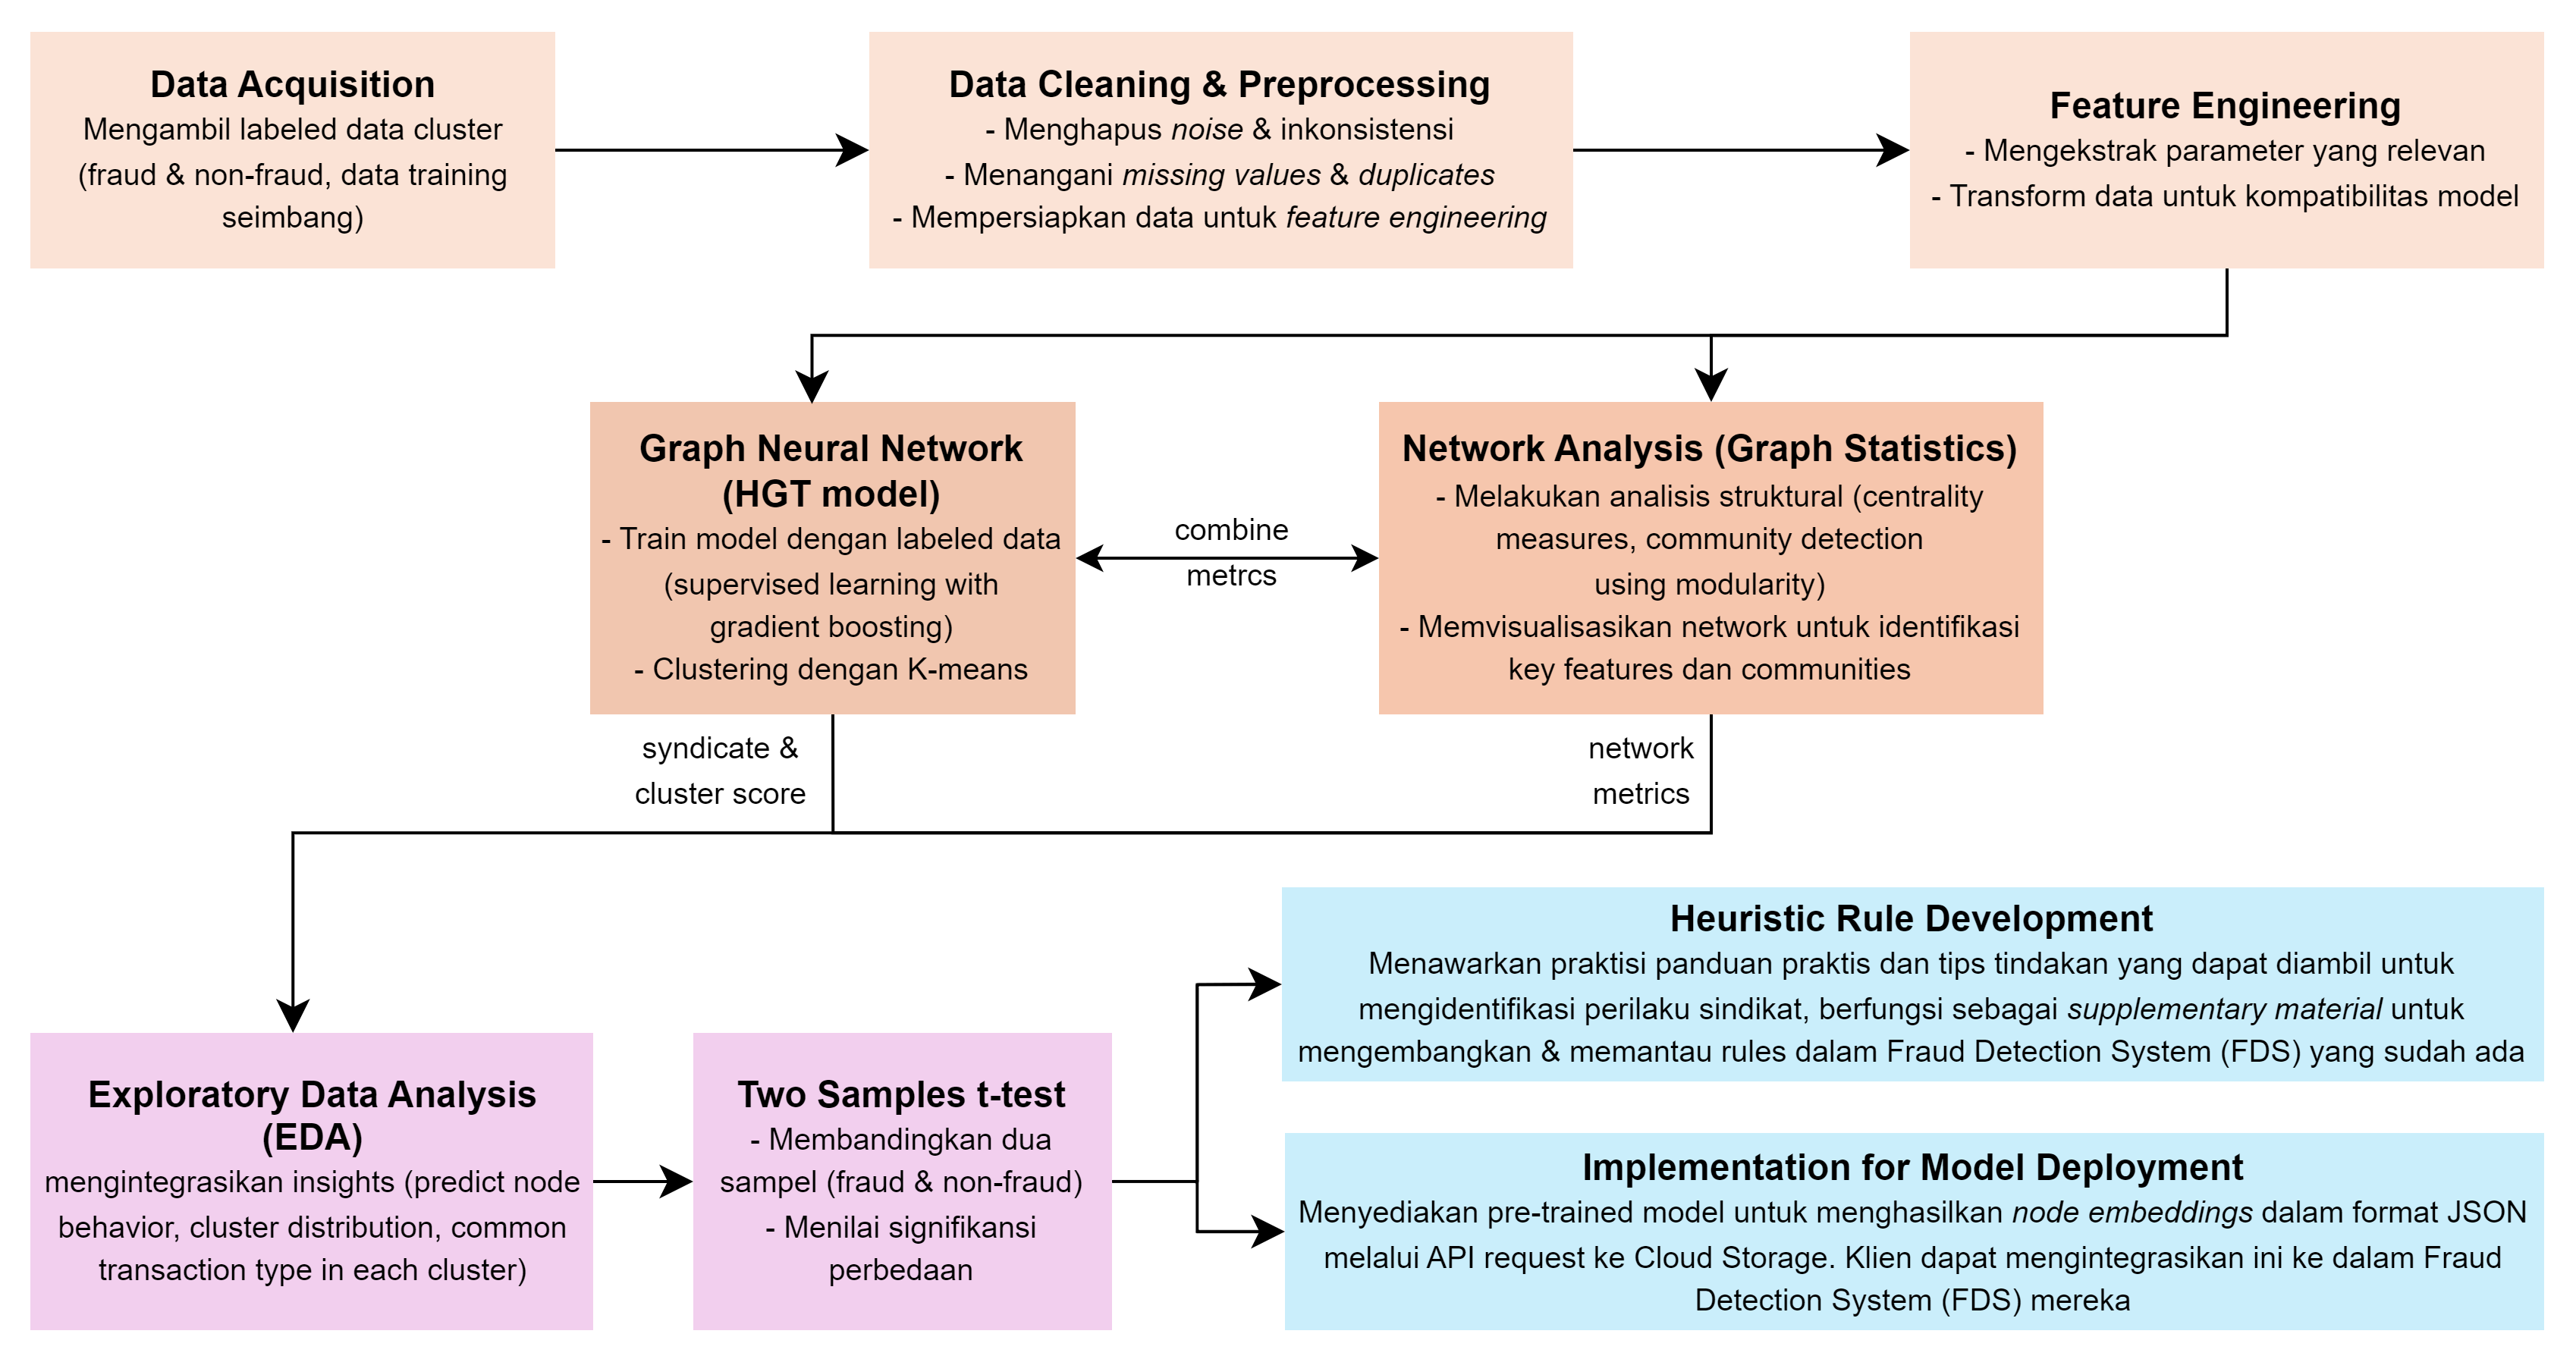 Data Acquisition
Mengambil labeled data cluster
(fraud & non-fraud, data training
seimbang)
Data Cleaning & Preprocessing
- Menghapus noise & inkonsistensi
- Menangani missing values & duplicates
- Mempersiapkan data untuk feature engineering
Feature Engineering
- Mengekstrak parameter yang relevan
- Transform data untuk kompatibilitas model
Graph Neural Network
(HGT model)
- Train model dengan labeled data
(supervised learning with
gradient boosting)
- Clustering dengan K-means
combine
metrcs
Network Analysis (Graph Statistics)
- Melakukan analisis struktural (centrality
measures, community detection
using modularity)
- Memvisualisasikan network untuk identifikasi
key features dan communities
syndicate &
cluster score
network
metrics
Exploratory Data Analysis
(EDA)
mengintegrasikan insights (predict node
behavior, cluster distribution, common
transaction type in each cluster)
Two Samples t-test
- Membandingkan dua
sampel (fraud & non-fraud)
- Menilai signifikansi
perbedaan
Heuristic Rule Development
Menawarkan praktisi panduan praktis dan tips tindakan yang dapat diambil untuk
mengidentifikasi perilaku sindikat, berfungsi sebagai supplementary material untuk
mengembangkan & memantau rules dalam Fraud Detection System (FDS) yang sudah ada
Implementation for Model Deployment
Menyediakan pre-trained model untuk menghasilkan node embeddings dalam format JSON
melalui API request ke Cloud Storage. Klien dapat mengintegrasikan ini ke dalam Fraud
Detection System (FDS) mereka